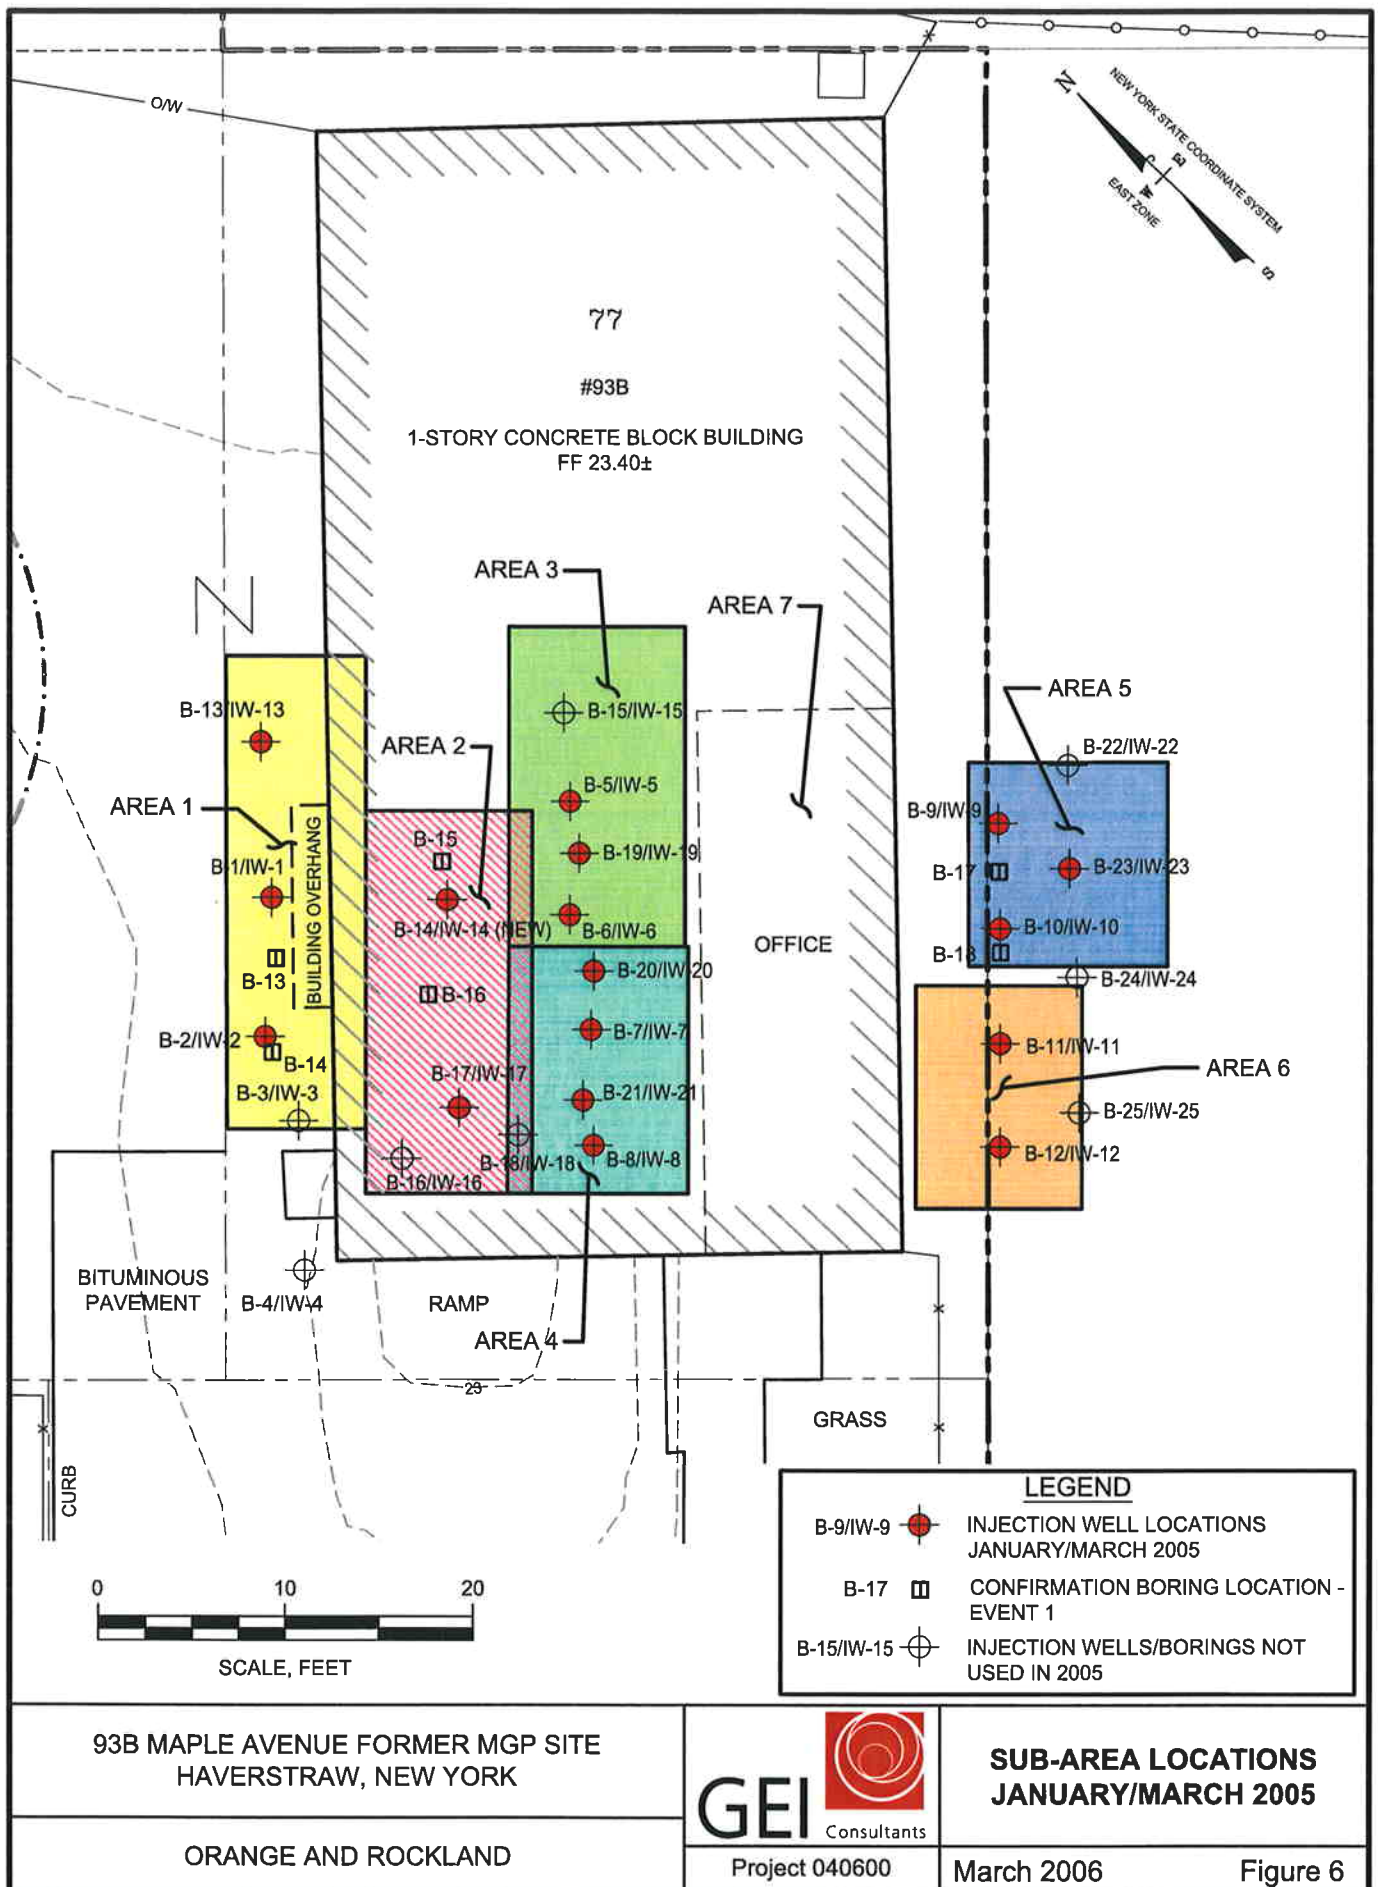 O/W
N
NEW YORK STATE COORDINATE SYSTEM
E
W
EAST ZONE
S
77
#93B
1-STORY CONCRETE BLOCK BUILDING
FF 23.40±
AREA 3
AREA 7
AREA 5
B-13/IW-13
B-15/IW-15
AREA 2
B-22/IW-22
B-5/IW-5
AREA 1
B-9/IW-9
B-15
B-19/IW-19
B-1/IW-1
B-17
B-23/IW-23
BUILDING OVERHANG
B-14/IW-14 (NEW)
B-6/IW-6
OFFICE
B-10/IW-10
B-18
B-13
B-20/IW-20
B-24/IW-24
B-16
B-2/IW-2
B-7/IW-7
B-11/IW-11
B-14
B-17/IW-17
AREA 6
B-3/IW-3
B-21/IW-21
B-25/IW-25
B-18/IW-18
B-8/IW-8
B-12/IW-12
B-16/IW-16
BITUMINOUS
PAVEMENT
B-4/IW-4
RAMP
AREA 4
23
GRASS
CURB
LEGEND
B-9/IW-9 INJECTION WELL LOCATIONS
JANUARY/MARCH 2005
B-17 CONFIRMATION BORING LOCATION -
EVENT 1
B-15/IW-15 INJECTION WELLS/BORINGS NOT
USED IN 2005
0 10 20
SCALE, FEET
93B MAPLE AVENUE FORMER MGP SITE
HAVERSTRAW, NEW YORK
ORANGE AND ROCKLAND
GEI
Consultants
Project 040600
SUB-AREA LOCATIONS
JANUARY/MARCH 2005
March 2006 Figure 6